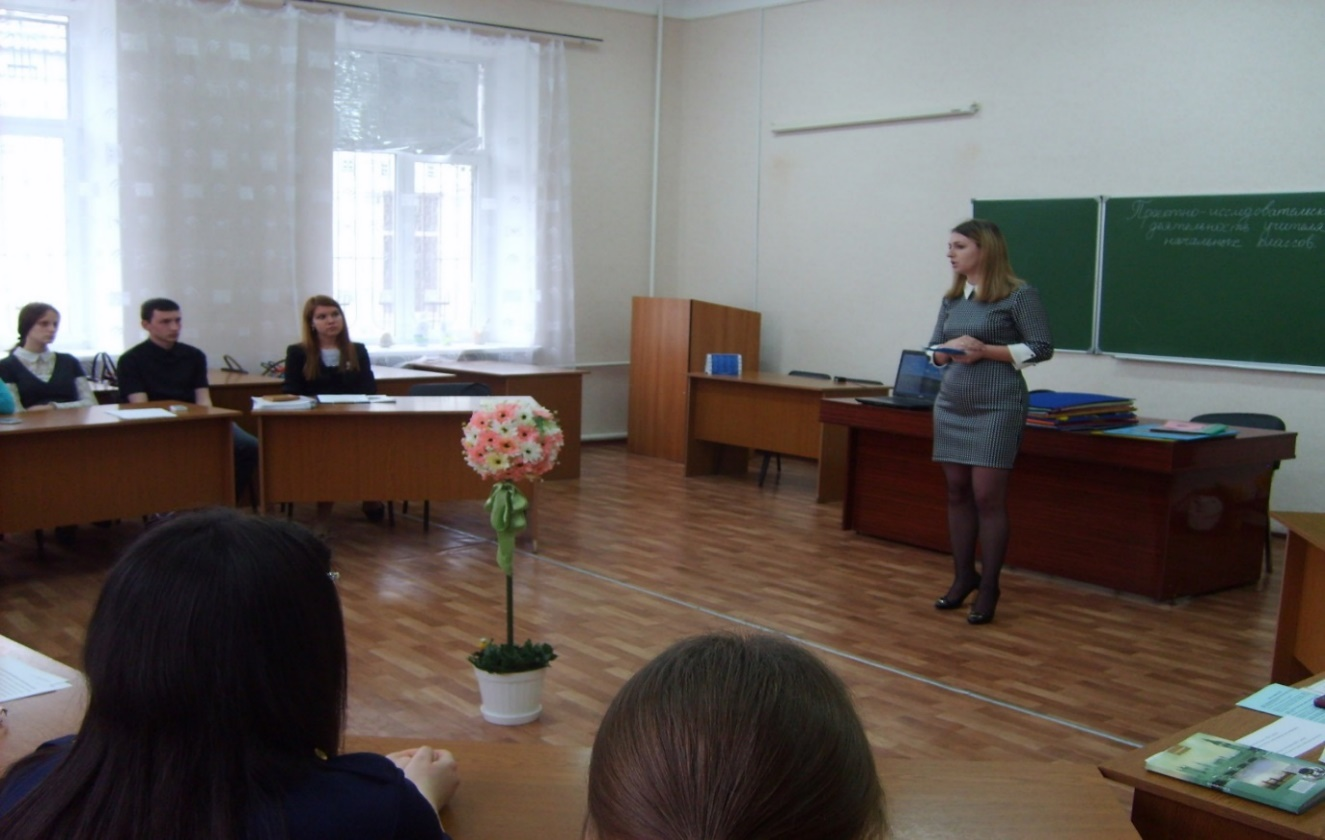 Проектно-исследовательск
деятельность учителя
начальных классов